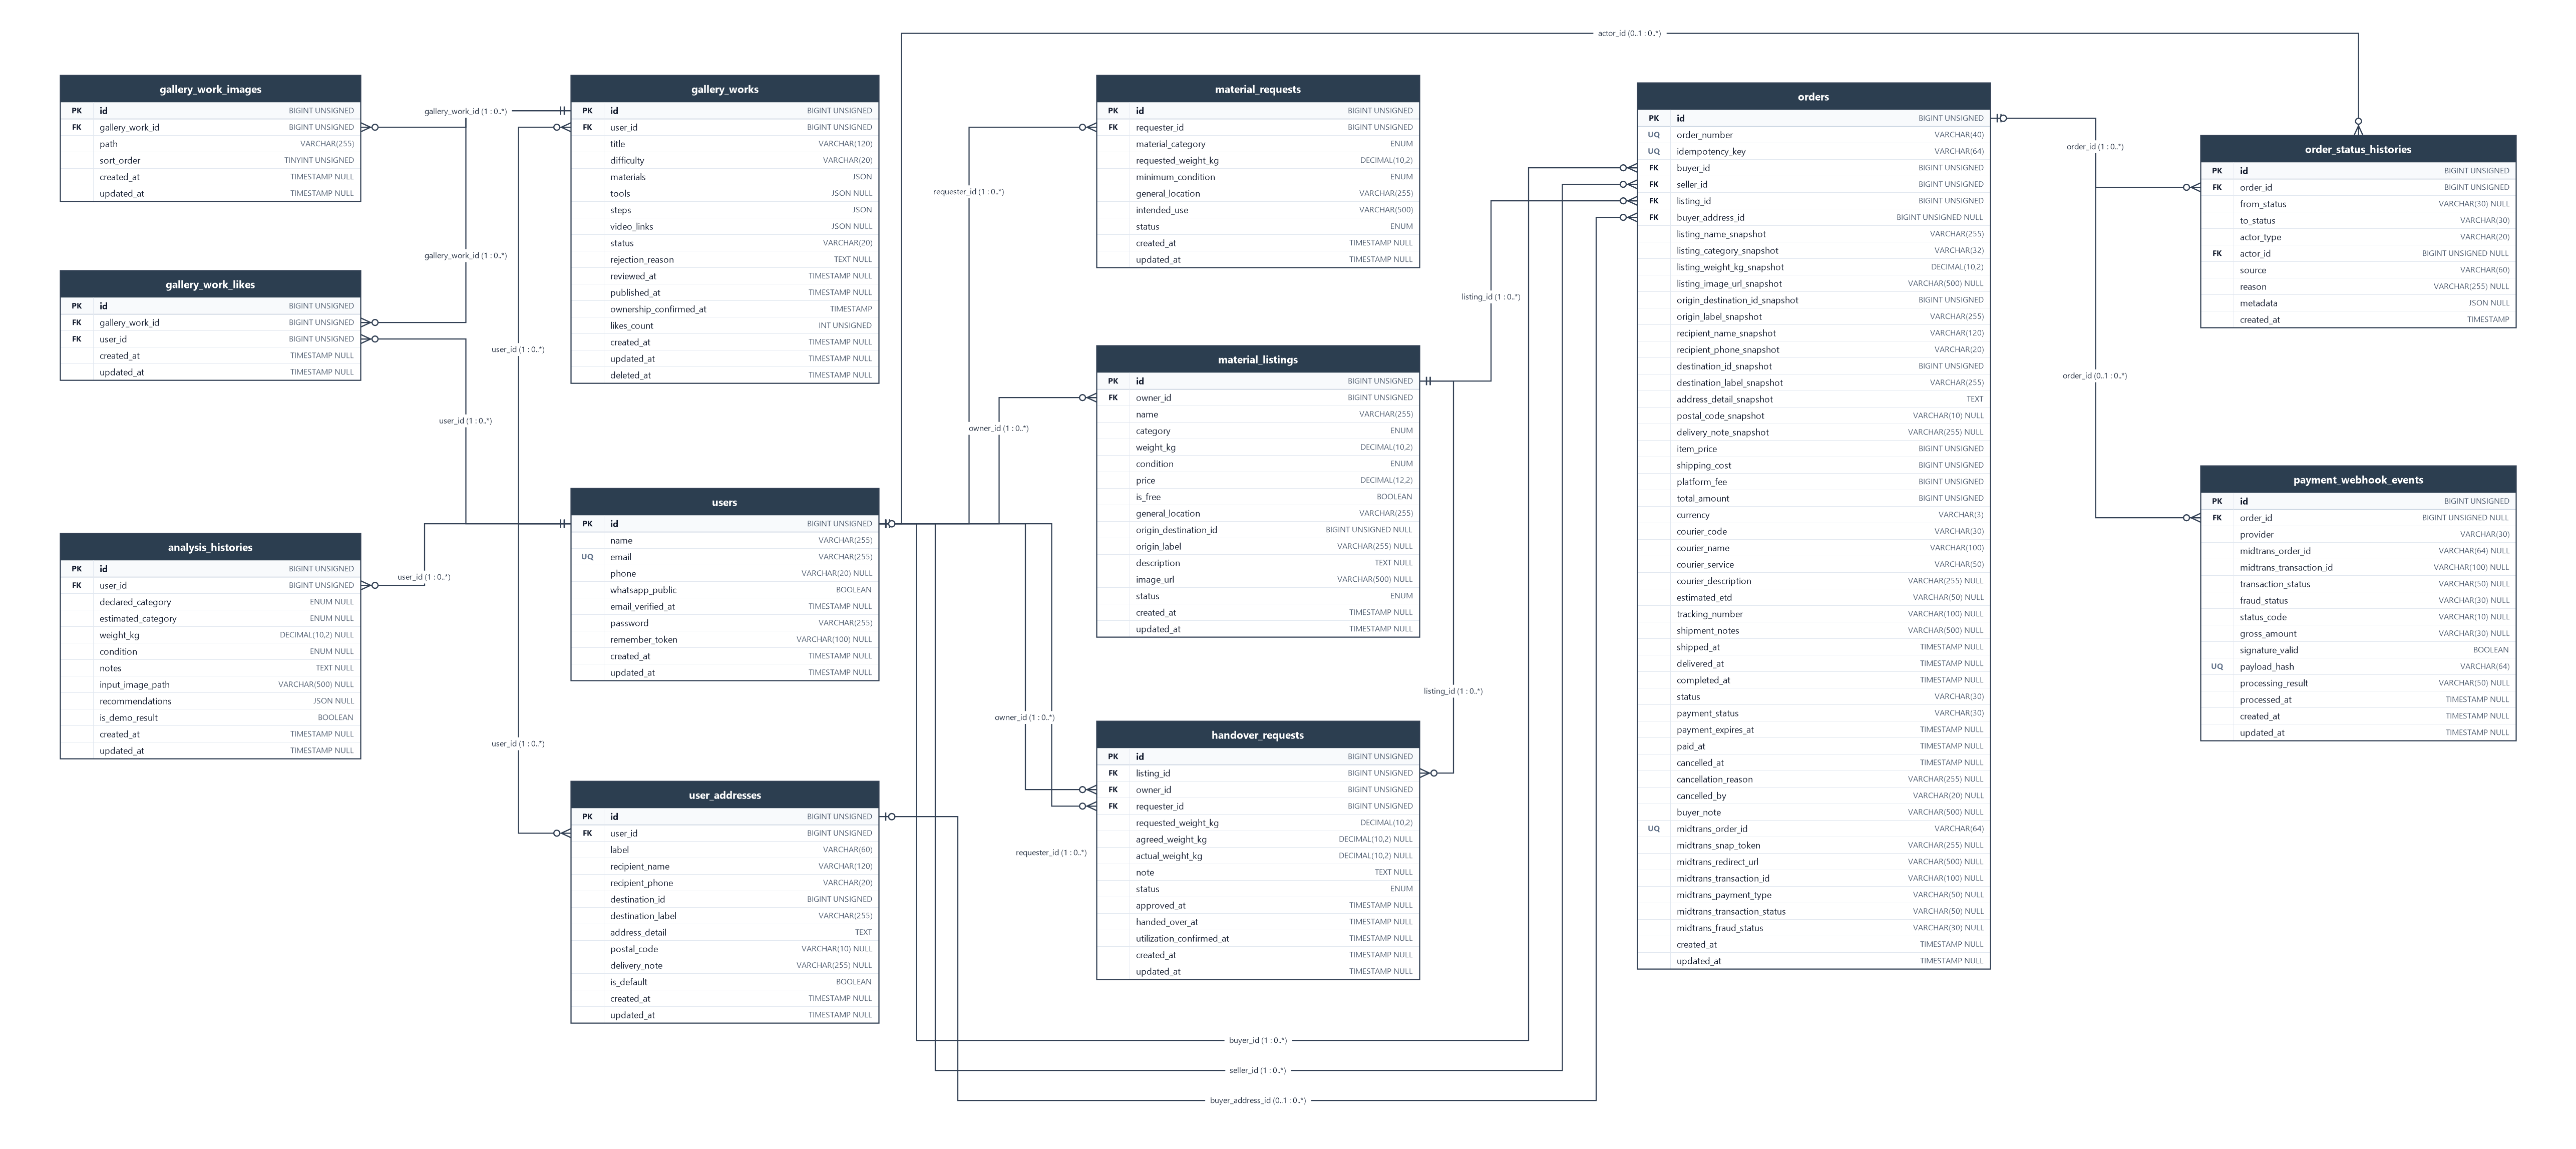 actor_id (0..1 : 0..*)
gallery_work_images
PK id BIGINT UNSIGNED
FK gallery_work_id BIGINT UNSIGNED
path VARCHAR(255)
sort_order TINYINT UNSIGNED
created_at TIMESTAMP NULL
updated_at TIMESTAMP NULL
gallery_work_id (1 : 0..*)
gallery_work_id (1 : 0..*)
gallery_work_likes
PK id BIGINT UNSIGNED
FK gallery_work_id BIGINT UNSIGNED
FK user_id BIGINT UNSIGNED
created_at TIMESTAMP NULL
updated_at TIMESTAMP NULL
user_id (1 : 0..*)
analysis_histories
PK id BIGINT UNSIGNED
FK user_id BIGINT UNSIGNED
declared_category ENUM NULL
estimated_category ENUM NULL
weight_kg DECIMAL(10,2) NULL
condition ENUM NULL
notes TEXT NULL
input_image_path VARCHAR(500) NULL
recommendations JSON NULL
is_demo_result BOOLEAN
created_at TIMESTAMP NULL
updated_at TIMESTAMP NULL
user_id (1 : 0..*)
gallery_works
PK id BIGINT UNSIGNED
FK user_id BIGINT UNSIGNED
title VARCHAR(120)
difficulty VARCHAR(20)
materials JSON
tools JSON NULL
steps JSON
video_links JSON NULL
status VARCHAR(20)
rejection_reason TEXT NULL
reviewed_at TIMESTAMP NULL
published_at TIMESTAMP NULL
ownership_confirmed_at TIMESTAMP
likes_count INT UNSIGNED
created_at TIMESTAMP NULL
updated_at TIMESTAMP NULL
deleted_at TIMESTAMP NULL
user_id (1 : 0..*)
users
PK id BIGINT UNSIGNED
name VARCHAR(255)
UQ email VARCHAR(255)
phone VARCHAR(20) NULL
whatsapp_public BOOLEAN
email_verified_at TIMESTAMP NULL
password VARCHAR(255)
remember_token VARCHAR(100) NULL
created_at TIMESTAMP NULL
updated_at TIMESTAMP NULL
user_id (1 : 0..*)
user_addresses
PK id BIGINT UNSIGNED
FK user_id BIGINT UNSIGNED
label VARCHAR(60)
recipient_name VARCHAR(120)
recipient_phone VARCHAR(20)
destination_id BIGINT UNSIGNED
destination_label VARCHAR(255)
address_detail TEXT
postal_code VARCHAR(10) NULL
delivery_note VARCHAR(255) NULL
is_default BOOLEAN
created_at TIMESTAMP NULL
updated_at TIMESTAMP NULL
requester_id (1 : 0..*)
material_requests
PK id BIGINT UNSIGNED
FK requester_id BIGINT UNSIGNED
material_category ENUM
requested_weight_kg DECIMAL(10,2)
minimum_condition ENUM
general_location VARCHAR(255)
intended_use VARCHAR(500)
status ENUM
created_at TIMESTAMP NULL
updated_at TIMESTAMP NULL
owner_id (1 : 0..*)
material_listings
PK id BIGINT UNSIGNED
FK owner_id BIGINT UNSIGNED
name VARCHAR(255)
category ENUM
weight_kg DECIMAL(10,2)
condition ENUM
price DECIMAL(12,2)
is_free BOOLEAN
general_location VARCHAR(255)
origin_destination_id BIGINT UNSIGNED NULL
origin_label VARCHAR(255) NULL
description TEXT NULL
image_url VARCHAR(500) NULL
status ENUM
created_at TIMESTAMP NULL
updated_at TIMESTAMP NULL
listing_id (1 : 0..*)
listing_id (1 : 0..*)
owner_id (1 : 0..*)
requester_id (1 : 0..*)
handover_requests
PK id BIGINT UNSIGNED
FK listing_id BIGINT UNSIGNED
FK owner_id BIGINT UNSIGNED
FK requester_id BIGINT UNSIGNED
requested_weight_kg DECIMAL(10,2)
agreed_weight_kg DECIMAL(10,2) NULL
actual_weight_kg DECIMAL(10,2) NULL
note TEXT NULL
status ENUM
approved_at TIMESTAMP NULL
handed_over_at TIMESTAMP NULL
utilization_confirmed_at TIMESTAMP NULL
created_at TIMESTAMP NULL
updated_at TIMESTAMP NULL
buyer_id (1 : 0..*)
seller_id (1 : 0..*)
buyer_address_id (0..1 : 0..*)
orders
PK id BIGINT UNSIGNED
UQ order_number VARCHAR(40)
UQ idempotency_key VARCHAR(64)
FK buyer_id BIGINT UNSIGNED
FK seller_id BIGINT UNSIGNED
FK listing_id BIGINT UNSIGNED
FK buyer_address_id BIGINT UNSIGNED NULL
listing_name_snapshot VARCHAR(255)
listing_category_snapshot VARCHAR(32)
listing_weight_kg_snapshot DECIMAL(10,2)
listing_image_url_snapshot VARCHAR(500) NULL
origin_destination_id_snapshot BIGINT UNSIGNED
origin_label_snapshot VARCHAR(255)
recipient_name_snapshot VARCHAR(120)
recipient_phone_snapshot VARCHAR(20)
destination_id_snapshot BIGINT UNSIGNED
destination_label_snapshot VARCHAR(255)
address_detail_snapshot TEXT
postal_code_snapshot VARCHAR(10) NULL
delivery_note_snapshot VARCHAR(255) NULL
item_price BIGINT UNSIGNED
shipping_cost BIGINT UNSIGNED
platform_fee BIGINT UNSIGNED
total_amount BIGINT UNSIGNED
currency VARCHAR(3)
courier_code VARCHAR(30)
courier_name VARCHAR(100)
courier_service VARCHAR(50)
courier_description VARCHAR(255) NULL
estimated_etd VARCHAR(50) NULL
tracking_number VARCHAR(100) NULL
shipment_notes VARCHAR(500) NULL
shipped_at TIMESTAMP NULL
delivered_at TIMESTAMP NULL
completed_at TIMESTAMP NULL
status VARCHAR(30)
payment_status VARCHAR(30)
payment_expires_at TIMESTAMP NULL
paid_at TIMESTAMP NULL
cancelled_at TIMESTAMP NULL
cancellation_reason VARCHAR(255) NULL
cancelled_by VARCHAR(20) NULL
buyer_note VARCHAR(500) NULL
UQ midtrans_order_id VARCHAR(64)
midtrans_snap_token VARCHAR(255) NULL
midtrans_redirect_url VARCHAR(500) NULL
midtrans_transaction_id VARCHAR(100) NULL
midtrans_payment_type VARCHAR(50) NULL
midtrans_transaction_status VARCHAR(50) NULL
midtrans_fraud_status VARCHAR(30) NULL
created_at TIMESTAMP NULL
updated_at TIMESTAMP NULL
order_id (1 : 0..*)
order_id (0..1 : 0..*)
order_status_histories
PK id BIGINT UNSIGNED
FK order_id BIGINT UNSIGNED
from_status VARCHAR(30) NULL
to_status VARCHAR(30)
actor_type VARCHAR(20)
FK actor_id BIGINT UNSIGNED NULL
source VARCHAR(60)
reason VARCHAR(255) NULL
metadata JSON NULL
created_at TIMESTAMP
payment_webhook_events
PK id BIGINT UNSIGNED
FK order_id BIGINT UNSIGNED NULL
provider VARCHAR(30)
midtrans_order_id VARCHAR(64) NULL
midtrans_transaction_id VARCHAR(100) NULL
transaction_status VARCHAR(50) NULL
fraud_status VARCHAR(30) NULL
status_code VARCHAR(10) NULL
gross_amount VARCHAR(30) NULL
signature_valid BOOLEAN
UQ payload_hash VARCHAR(64)
processing_result VARCHAR(50) NULL
processed_at TIMESTAMP NULL
created_at TIMESTAMP NULL
updated_at TIMESTAMP NULL